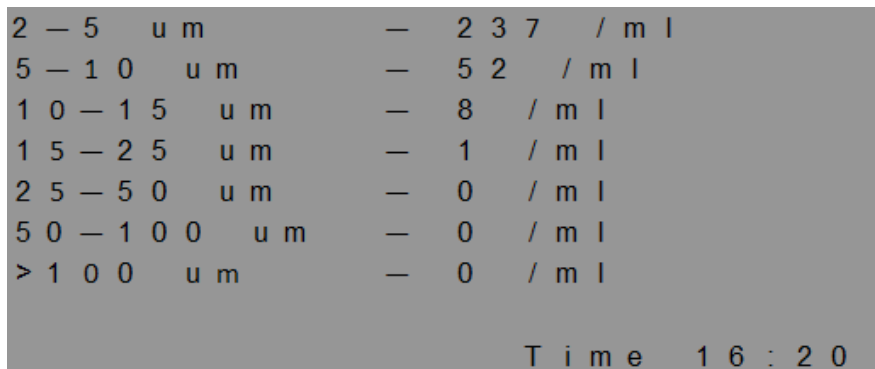 2—5 um — 237 /ml
5—10 um — 52 /ml
10—15 um — 8 /ml
15—25 um — 1 /ml
25—50 um — 0 /ml
50—100 um — 0 /ml
>100 um — 0 /ml
Time 16:20